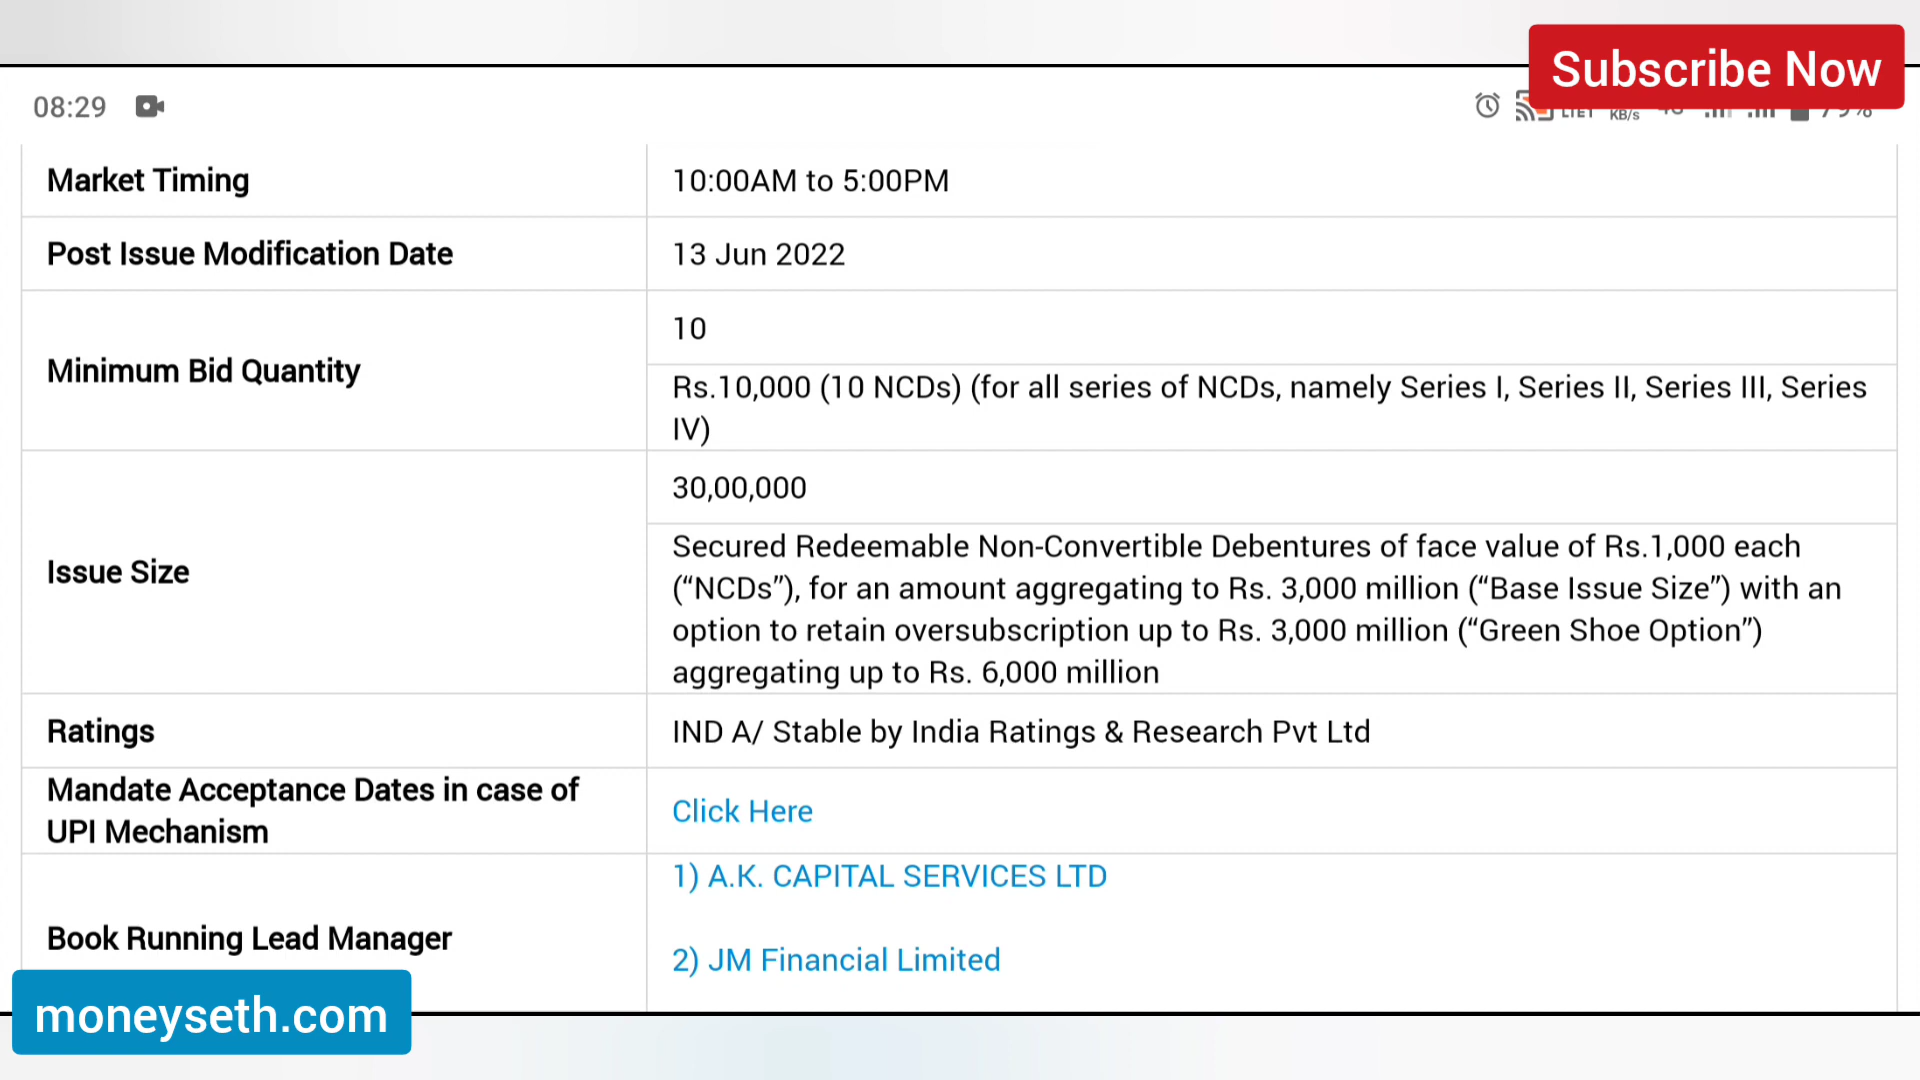 Subscribe Now
08:29
KB/s
79%
Market Timing
10:00AM to 5:00PM
Post Issue Modification Date
13 Jun 2022
Minimum Bid Quantity
10
Rs.10,000 (10 NCDs) (for all series of NCDs, namely Series I, Series II, Series III, Series
IV)
Issue Size
30,00,000
Secured Redeemable Non-Convertible Debentures of face value of Rs.1,000 each
(“NCDs”), for an amount aggregating to Rs. 3,000 million (“Base Issue Size”) with an
option to retain oversubscription up to Rs. 3,000 million (“Green Shoe Option”)
aggregating up to Rs. 6,000 million
Ratings
IND A/ Stable by India Ratings & Research Pvt Ltd
Mandate Acceptance Dates in case of
UPI Mechanism
Click Here
Book Running Lead Manager
1) A.K. CAPITAL SERVICES LTD
2) JM Financial Limited
moneyseth.com